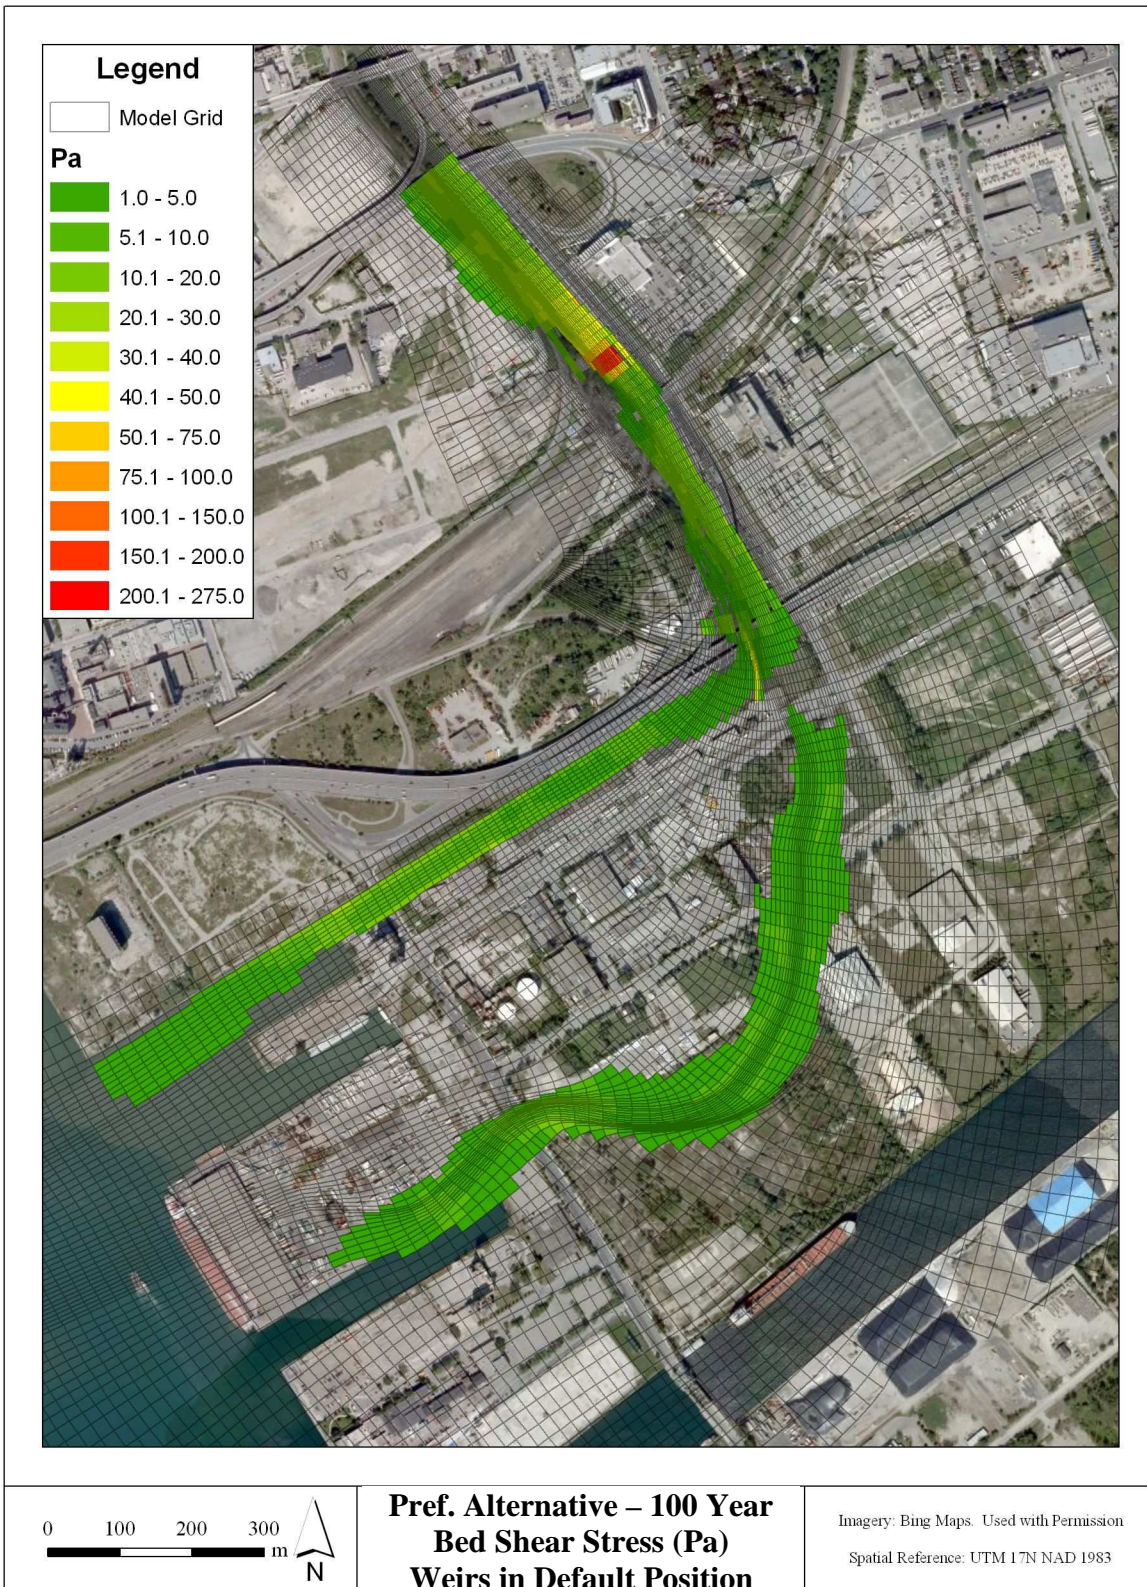 Legend
Model Grid
Pa
1.0 - 5.0
5.1 - 10.0
10.1 - 20.0
20.1 - 30.0
30.1 - 40.0
40.1 - 50.0
50.1 - 75.0
75.1 - 100.0
100.1 - 150.0
150.1 - 200.0
200.1 - 275.0
0 100 200 300
m
N
Pref. Alternative – 100 Year
Bed Shear Stress (Pa)
Weirs in Default Position
Imagery: Bing Maps. Used with Permission
Spatial Reference: UTM 17N NAD 1983